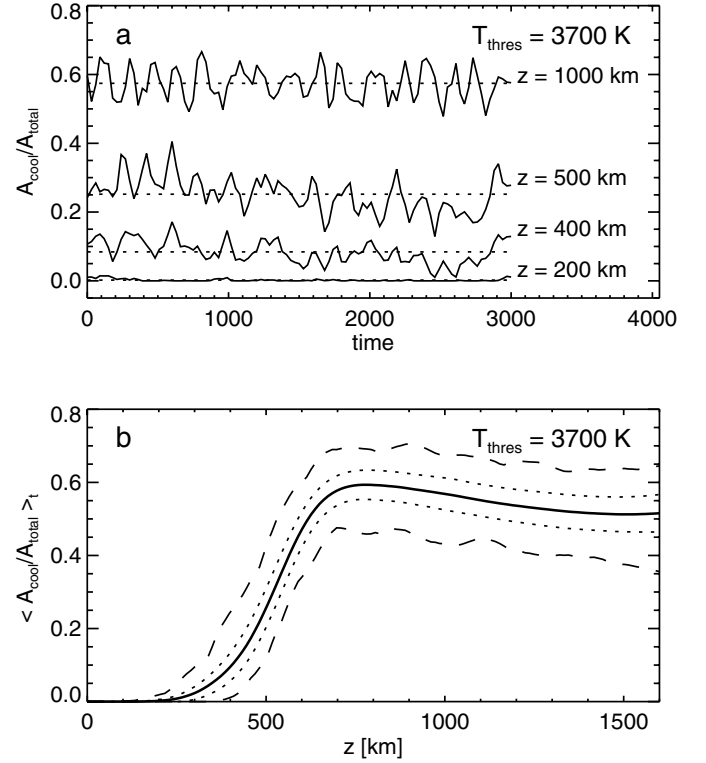 a
T_thres = 3700 K
0.8
0.6
0.4
0.2
0.0
A_cool/A_total
z = 1000 km
z = 500 km
z = 400 km
z = 200 km
0 1000 2000 3000 4000
time
b
T_thres = 3700 K
0.8
0.6
0.4
0.2
0.0
< A_cool/A_total >_t
0 500 1000 1500
z [km]